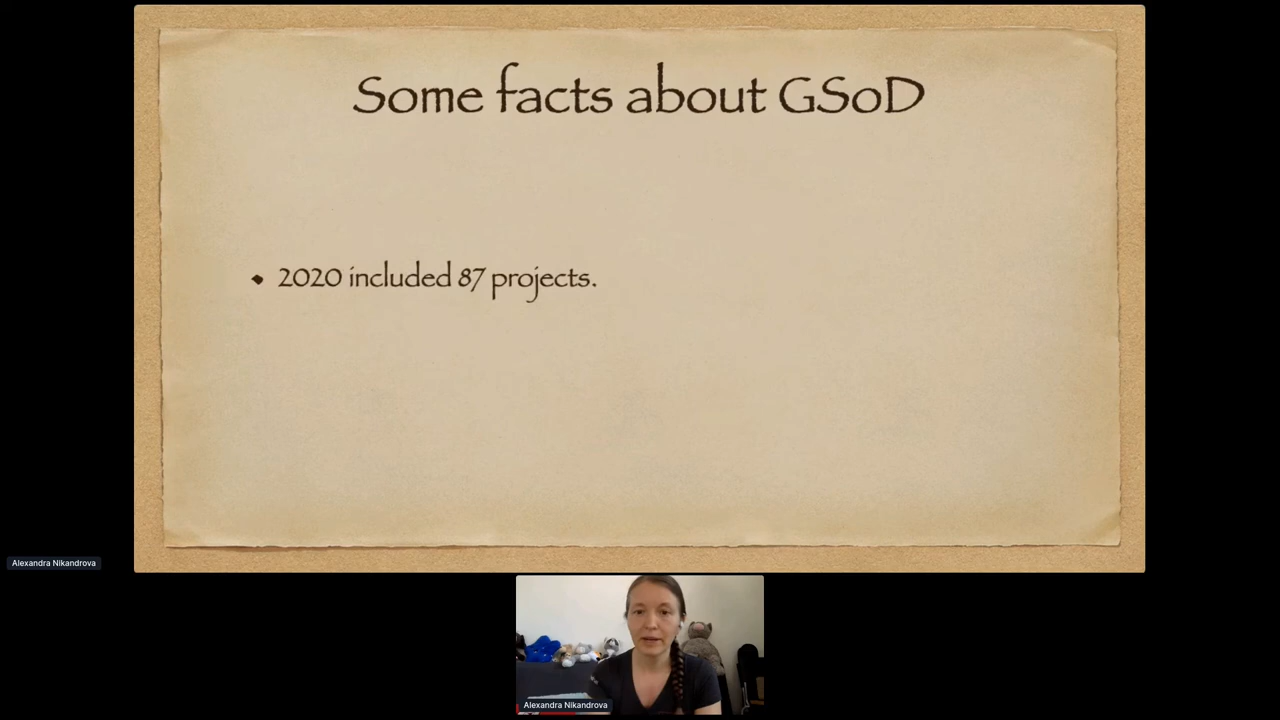 Some facts about GSoD
• 2020 included 87 projects.
Alexandra Nikandrova
Alexandra Nikandrova